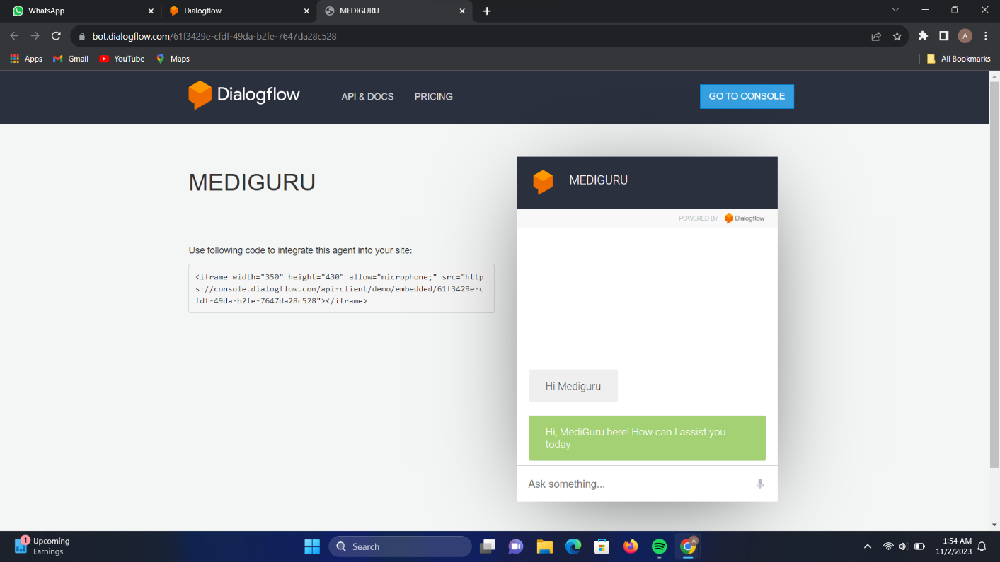 WhatsApp
Dialogflow
MEDIGURU
bot.dialogflow.com/61f3429e-cfdf-49da-b2fe-7647da28c528
A
Apps
Gmail
YouTube
Maps
All Bookmarks
Dialogflow
API & DOCS
PRICING
GO TO CONSOLE
MEDIGURU
Use following code to integrate this agent into your site:
<iframe width="350" height="430" allow="microphone;" src="http
s://console.dialogflow.com/api-client/demo/embedded/61f3429e-c
fdf-49da-b2fe-7647da28c528"></iframe>
MEDIGURU
POWERED BY Dialogflow
Hi Mediguru
Hi, MediGuru here! How can I assist you
today
Ask something...
1
Upcoming
Earnings
Search
A
1:54 AM
11/2/2023